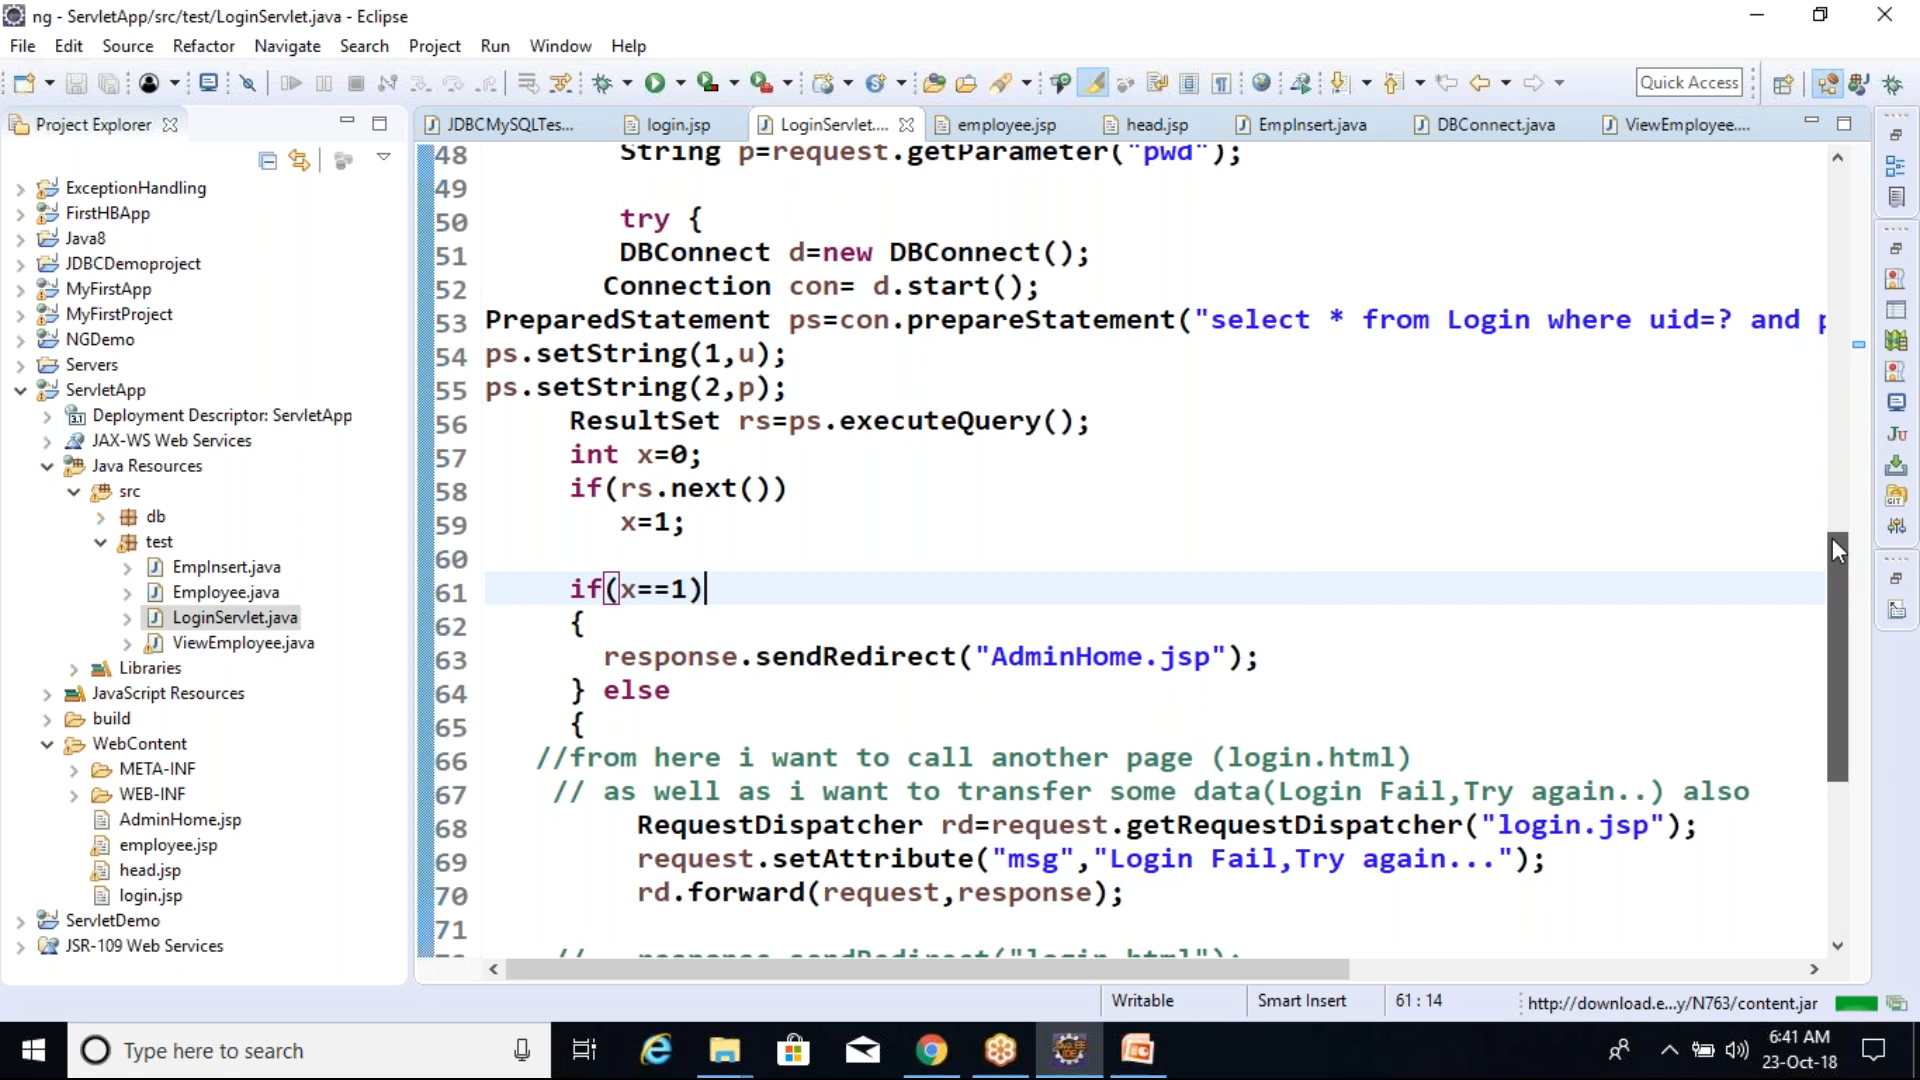 ng - ServletApp/src/test/LoginServlet.java - Eclipse
File Edit Source Refactor Navigate Search Project Run Window Help
Quick Access
Project Explorer
JDBCMySQLTes... login.jsp LoginServlet.... employee.jsp head.jsp EmpInsert.java DBConnect.java ViewEmployee....
ExceptionHandling
FirstHBApp
Java8
JDBCDemoproject
MyFirstApp
MyFirstProject
NGDemo
Servers
ServletApp
Deployment Descriptor: ServletApp
JAX-WS Web Services
Java Resources
src
db
test
EmpInsert.java
Employee.java
LoginServlet.java
ViewEmployee.java
Libraries
JavaScript Resources
build
WebContent
META-INF
WEB-INF
AdminHome.jsp
employee.jsp
head.jsp
login.jsp
ServletDemo
JSR-109 Web Services
48 String p=request.getParameter("pwd");
49
50 try {
51 DBConnect d=new DBConnect();
52 Connection con= d.start();
53 PreparedStatement ps=con.prepareStatement("select * from Login where uid=? and p
54 ps.setString(1,u);
55 ps.setString(2,p);
56 ResultSet rs=ps.executeQuery();
57 int x=0;
58 if(rs.next())
59 x=1;
60
61 if(x==1)
62 {
63 response.sendRedirect("AdminHome.jsp");
64 } else
65 {
66 //from here i want to call another page (login.html)
67 // as well as i want to transfer some data(Login Fail,Try again..) also
68 RequestDispatcher rd=request.getRequestDispatcher("login.jsp");
69 request.setAttribute("msg","Login Fail,Try again...");
70 rd.forward(request,response);
71
// response.sendRedirect("login.html");
Writable Smart Insert 61 : 14 http://download.e...y/N763/content.jar
Type here to search
6:41 AM
23-Oct-18